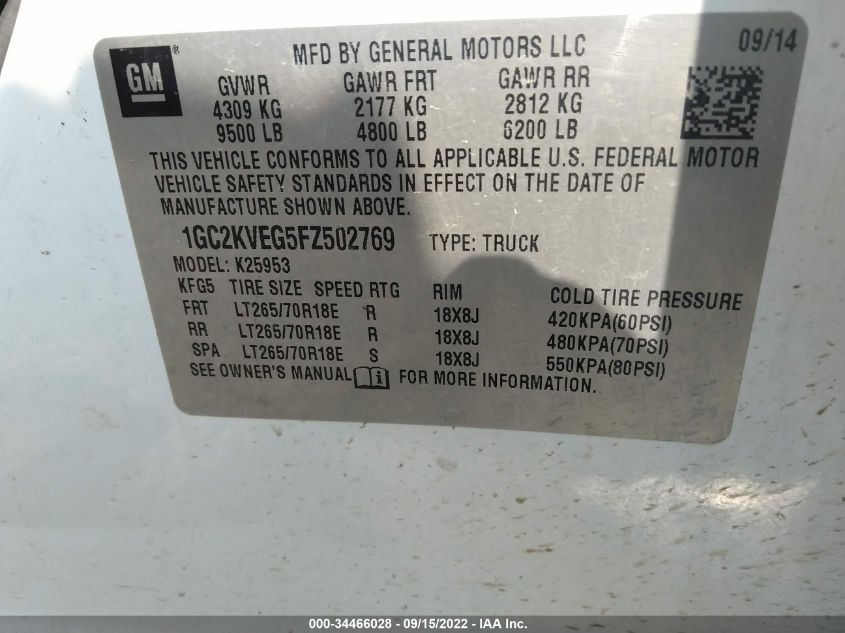 GM ® MFD BY GENERAL MOTORS LLC 09/14
GVWR GAWR FRT GAWR RR
4309 KG 2177 KG 2812 KG
9500 LB 4800 LB 6200 LB
THIS VEHICLE CONFORMS TO ALL APPLICABLE U.S. FEDERAL MOTOR
VEHICLE SAFETY STANDARDS IN EFFECT ON THE DATE OF
MANUFACTURE SHOWN ABOVE.
1GC2KVEG5FZ502769 TYPE: TRUCK
MODEL: K25953
KFG5 TIRE SIZE SPEED RTG RIM COLD TIRE PRESSURE
FRT LT265/70R18E R 18X8J 420KPA(60PSI)
RR LT265/70R18E R 18X8J 480KPA(70PSI)
SPA LT265/70R18E S 18X8J 550KPA(80PSI)
SEE OWNER'S MANUAL FOR MORE INFORMATION.
000-34466028 - 09/15/2022 - IAA Inc.